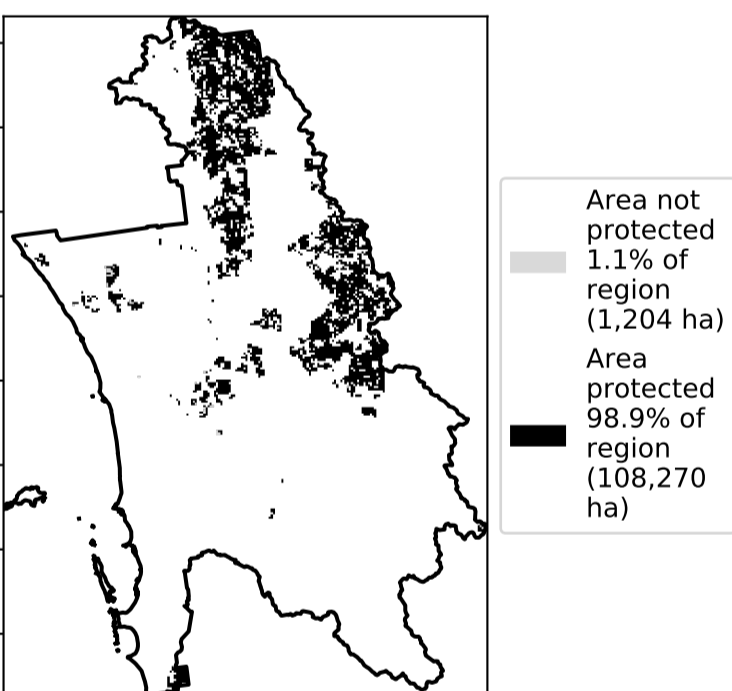 Area not
protected
1.1% of
region
(1,204 ha)
Area
protected
98.9% of
region
(108,270
ha)